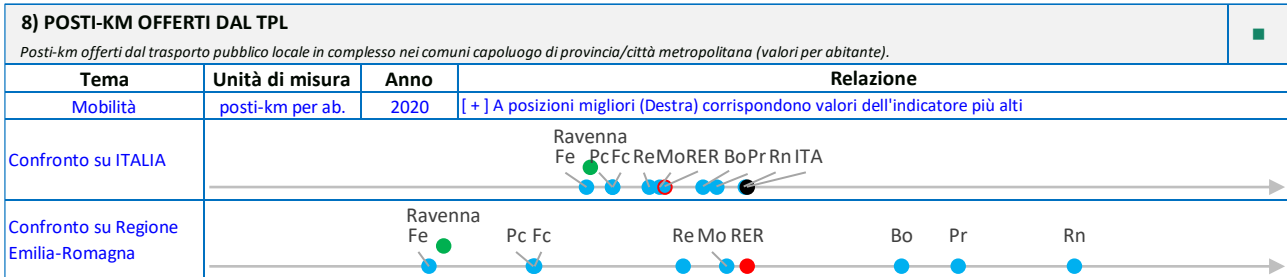 8) POSTI-KM OFFERTI DAL TPL
Posti-km offerti dal trasporto pubblico locale in complesso nei comuni capoluogo di provincia/città metropolitana (valori per abitante).
Tema Unità di misura Anno Relazione
Mobilità posti-km per ab. 2020 [ + ] A posizioni migliori (Destra) corrispondono valori dell'indicatore più alti
Confronto su ITALIA
Ravenna
Fe Pc Fc Re Mo RER Bo Pr Rn ITA
Confronto su Regione
Emilia-Romagna
Ravenna
Fe Pc Fc Re Mo RER Bo Pr Rn